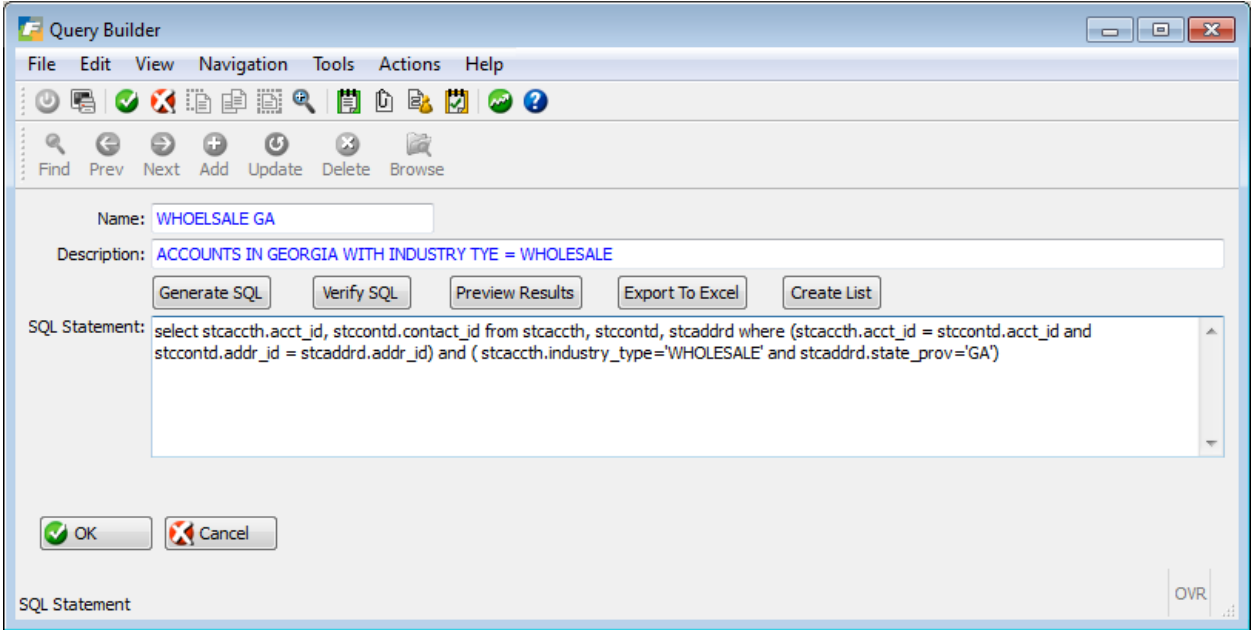 Query Builder
File Edit View Navigation Tools Actions Help
Find Prev Next Add Update Delete Browse
Name: WHOELSALE GA
Description: ACCOUNTS IN GEORGIA WITH INDUSTRY TYE = WHOLESALE
Generate SQL Verify SQL Preview Results Export To Excel Create List
SQL Statement: select stcaccth.acct_id, stccontd.contact_id from stcaccth, stccontd, stcaddrd where (stcaccth.acct_id = stccontd.acct_id and
stccontd.addr_id = stcaddrd.addr_id) and ( stcaccth.industry_type='WHOLESALE' and stcaddrd.state_prov='GA')
OK Cancel
SQL Statement OVR